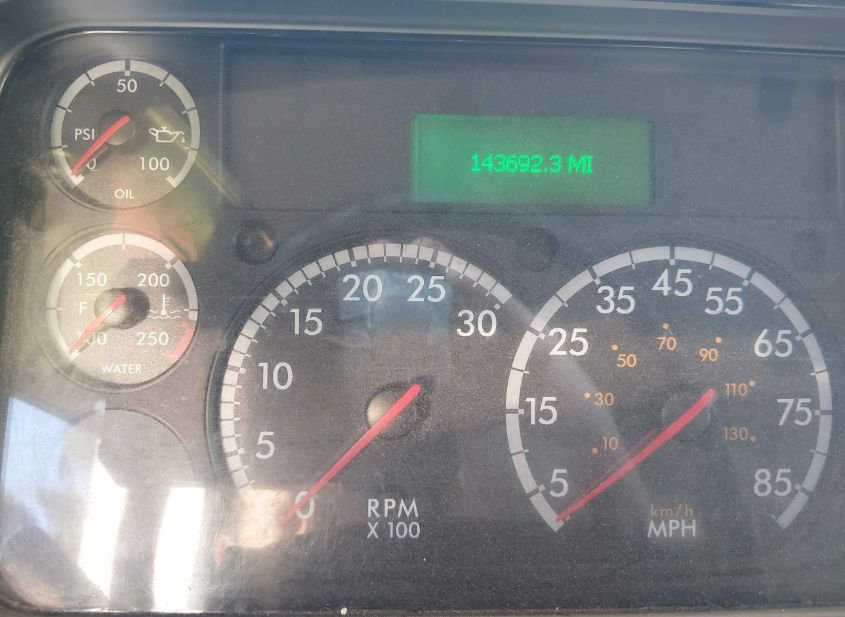 50
PSI
0 100
OIL
143692.3 MI
150 200
F
100 250
WATER
0 5 10 15 20 25 30
RPM
X 100
5 15 25 35 45 55 65 75 85
10 30 50 70 90 110 130
km/h
MPH